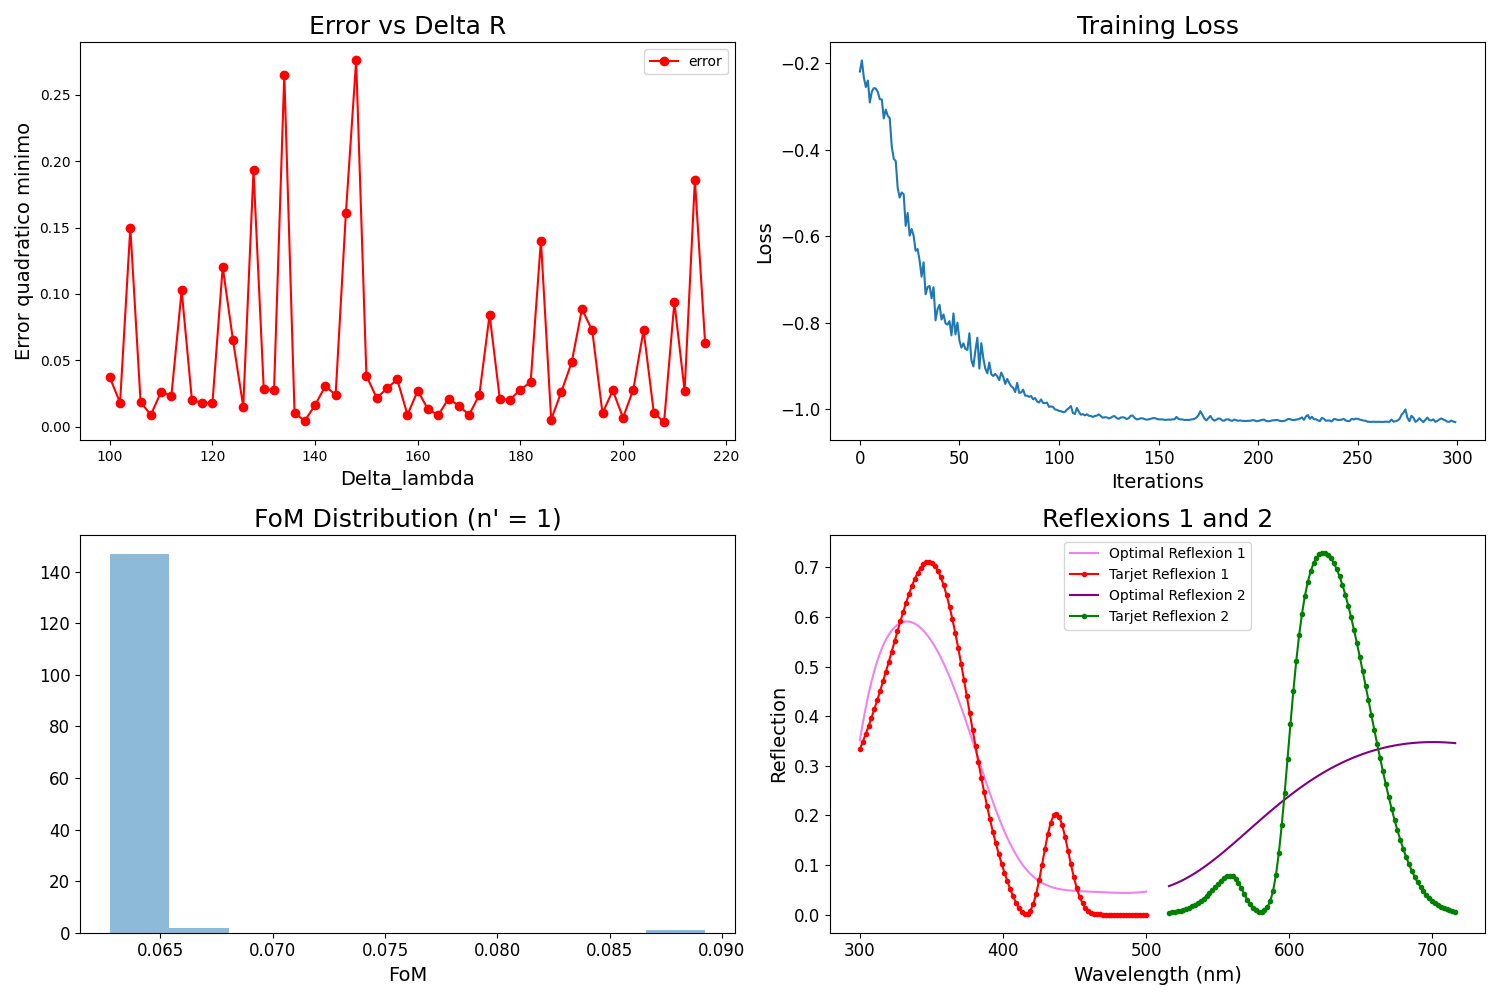 Error vs Delta R
error
Error quadratico minimo
0.25
0.20
0.15
0.10
0.05
0.00
100 120 140 160 180 200 220
Delta_lambda
Training Loss
Loss
−0.2
−0.4
−0.6
−0.8
−1.0
0 50 100 150 200 250 300
Iterations
FoM Distribution (n' = 1)
140
120
100
80
60
40
20
0
0.065 0.070 0.075 0.080 0.085 0.090
FoM
Reflexions 1 and 2
Optimal Reflexion 1
Tarjet Reflexion 1
Optimal Reflexion 2
Tarjet Reflexion 2
Reflection
0.7
0.6
0.5
0.4
0.3
0.2
0.1
0.0
300 400 500 600 700
Wavelength (nm)